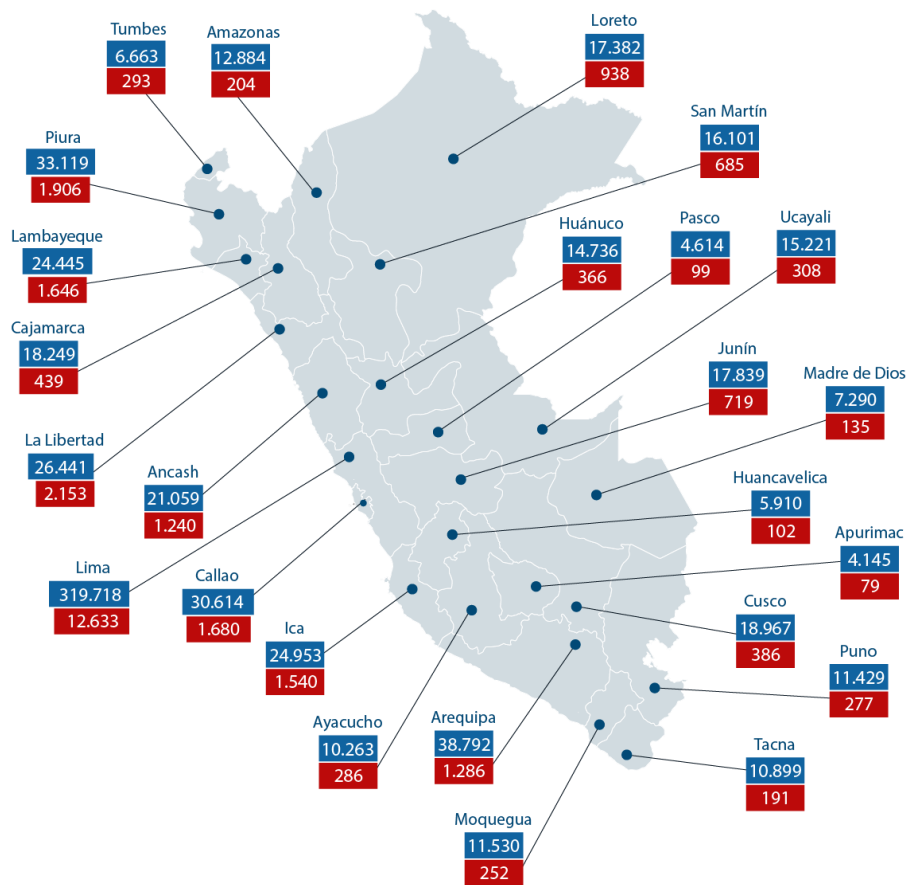 Tumbes
6.663
293
Amazonas
12.884
204
Loreto
17.382
938
San Martín
16.101
685
Piura
33.119
1.906
Lambayeque
24.445
1.646
Huánuco
14.736
366
Pasco
4.614
99
Ucayali
15.221
308
Cajamarca
18.249
439
Junín
17.839
719
Madre de Dios
7.290
135
La Libertad
26.441
2.153
Ancash
21.059
1.240
Huancavelica
5.910
102
Apurimac
4.145
79
Lima
319.718
12.633
Callao
30.614
1.680
Ica
24.953
1.540
Cusco
18.967
386
Puno
11.429
277
Ayacucho
10.263
286
Arequipa
38.792
1.286
Tacna
10.899
191
Moquegua
11.530
252